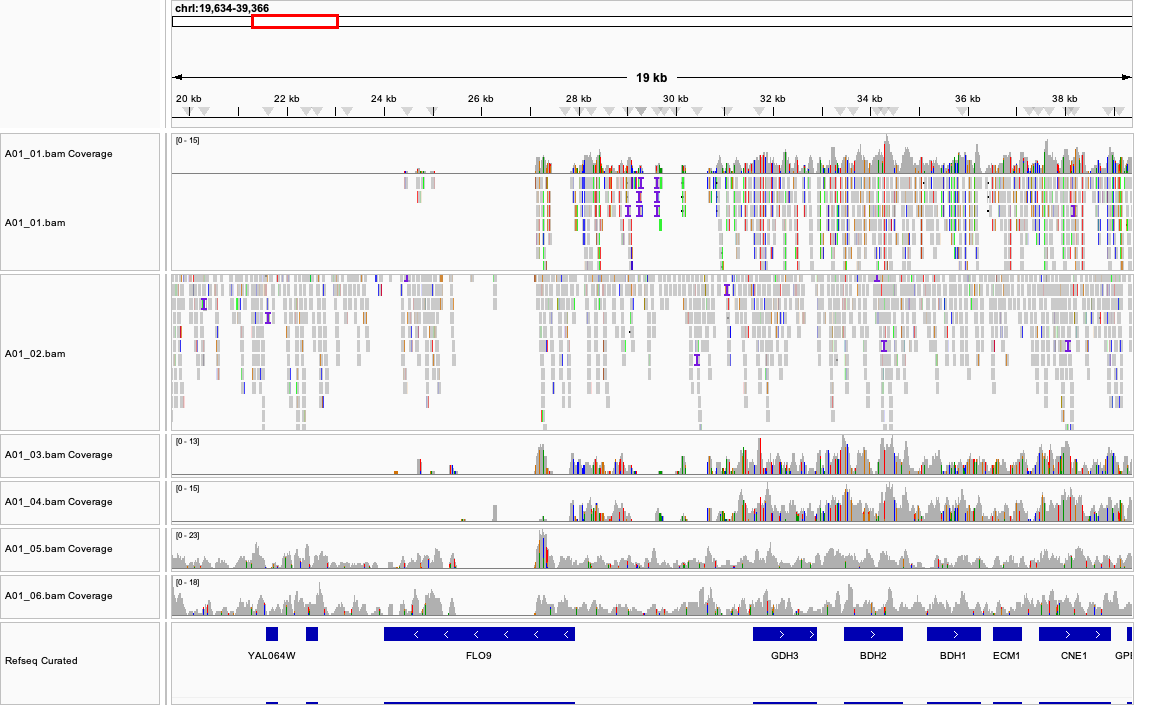 chrI:19,634-39,366
19 kb
20 kb 22 kb 24 kb 26 kb 28 kb 30 kb 32 kb 34 kb 36 kb 38 kb
[0 - 15]
A01_01.bam Coverage
A01_01.bam
A01_02.bam
[0 - 13]
A01_03.bam Coverage
[0 - 15]
A01_04.bam Coverage
[0 - 23]
A01_05.bam Coverage
[0 - 18]
A01_06.bam Coverage
Refseq Curated
YAL064W FLO9 GDH3 BDH2 BDH1 ECM1 CNE1 GPI